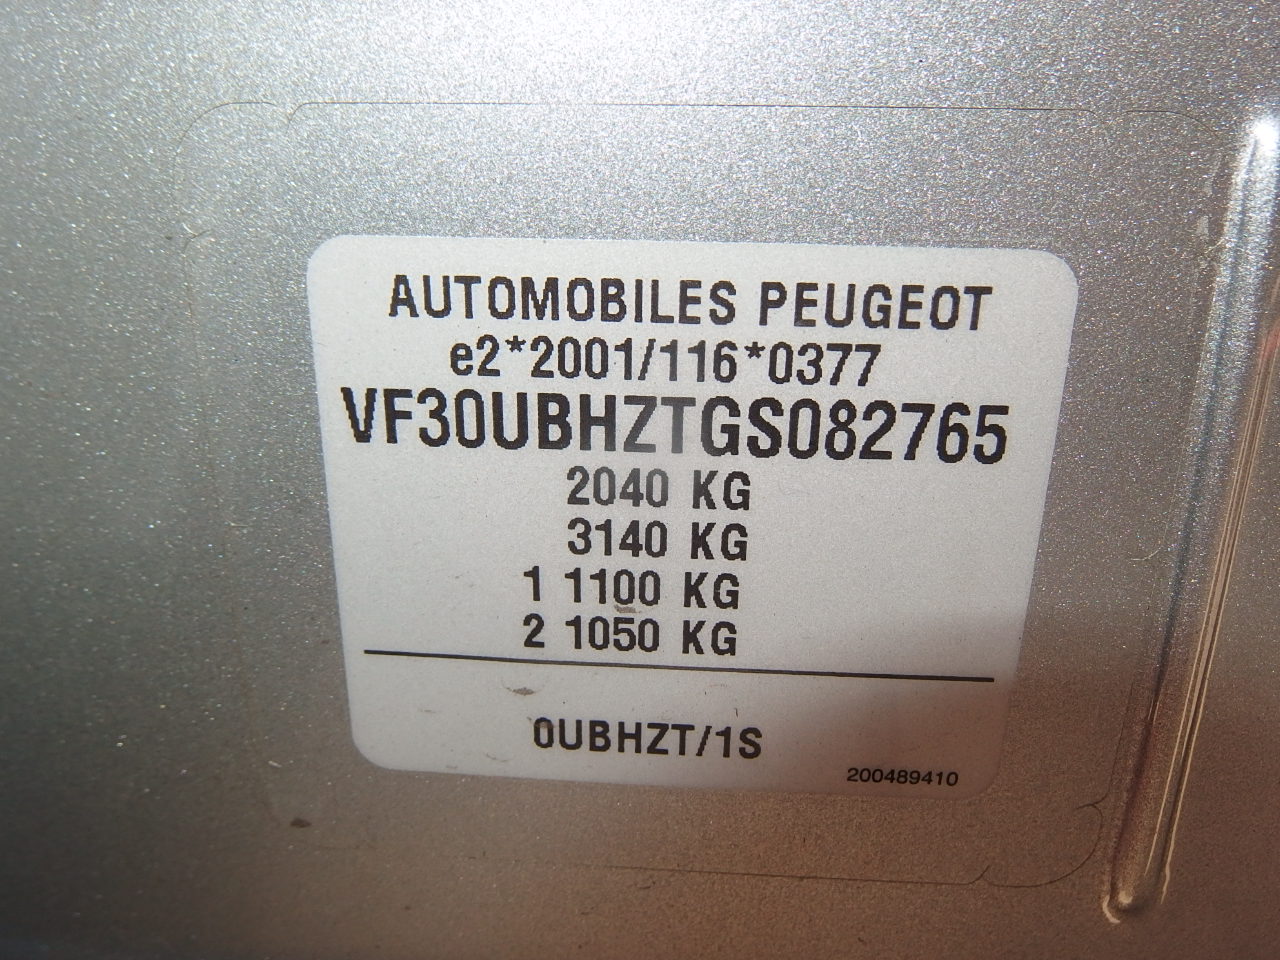 AUTOMOBILES PEUGEOT
e2*2001/116*0377
VF30UBHZTGS082765
2040 KG
3140 KG
1 1100 KG
2 1050 KG
0UBHZT/1S
200489410